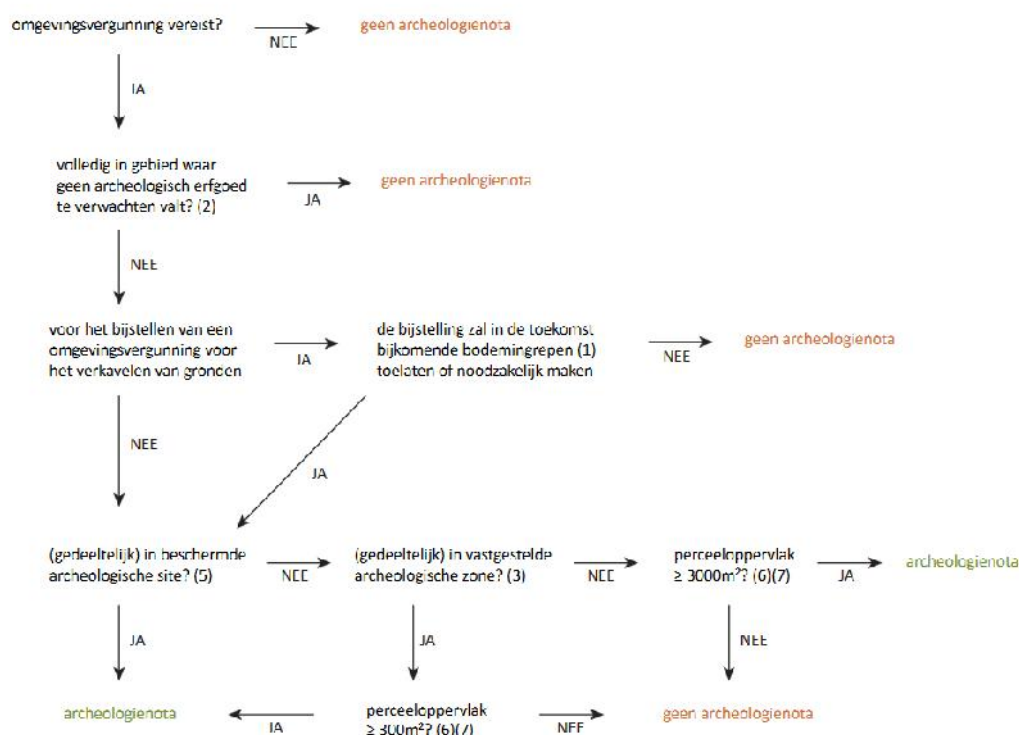 omgevingsvergunning vereist?
NEE
geen archeologienota
JA
volledig in gebied waar
geen archeologisch erfgoed
te verwachten valt? (2)
JA
geen archeologienota
NEE
voor het bijstellen van een
omgevingsvergunning voor
het verkavelen van gronden
JA
de bijstelling zal in de toekomst
bijkomende bodemingrepen (1)
toelaten of noodzakelijk maken
NEE
geen archeologienota
NEE
JA
(gedeeltelijk) in beschermde
archeologische site? (5)
NEE
(gedeeltelijk) in vastgestelde
archeologische zone? (3)
NEE
perceeloppervlak
≥ 3000m²? (6)(7)
JA
archeologienota
JA
JA
NEE
archeologienota
JA
perceeloppervlak
≥ 300m²? (6)(7)
NEE
geen archeologienota